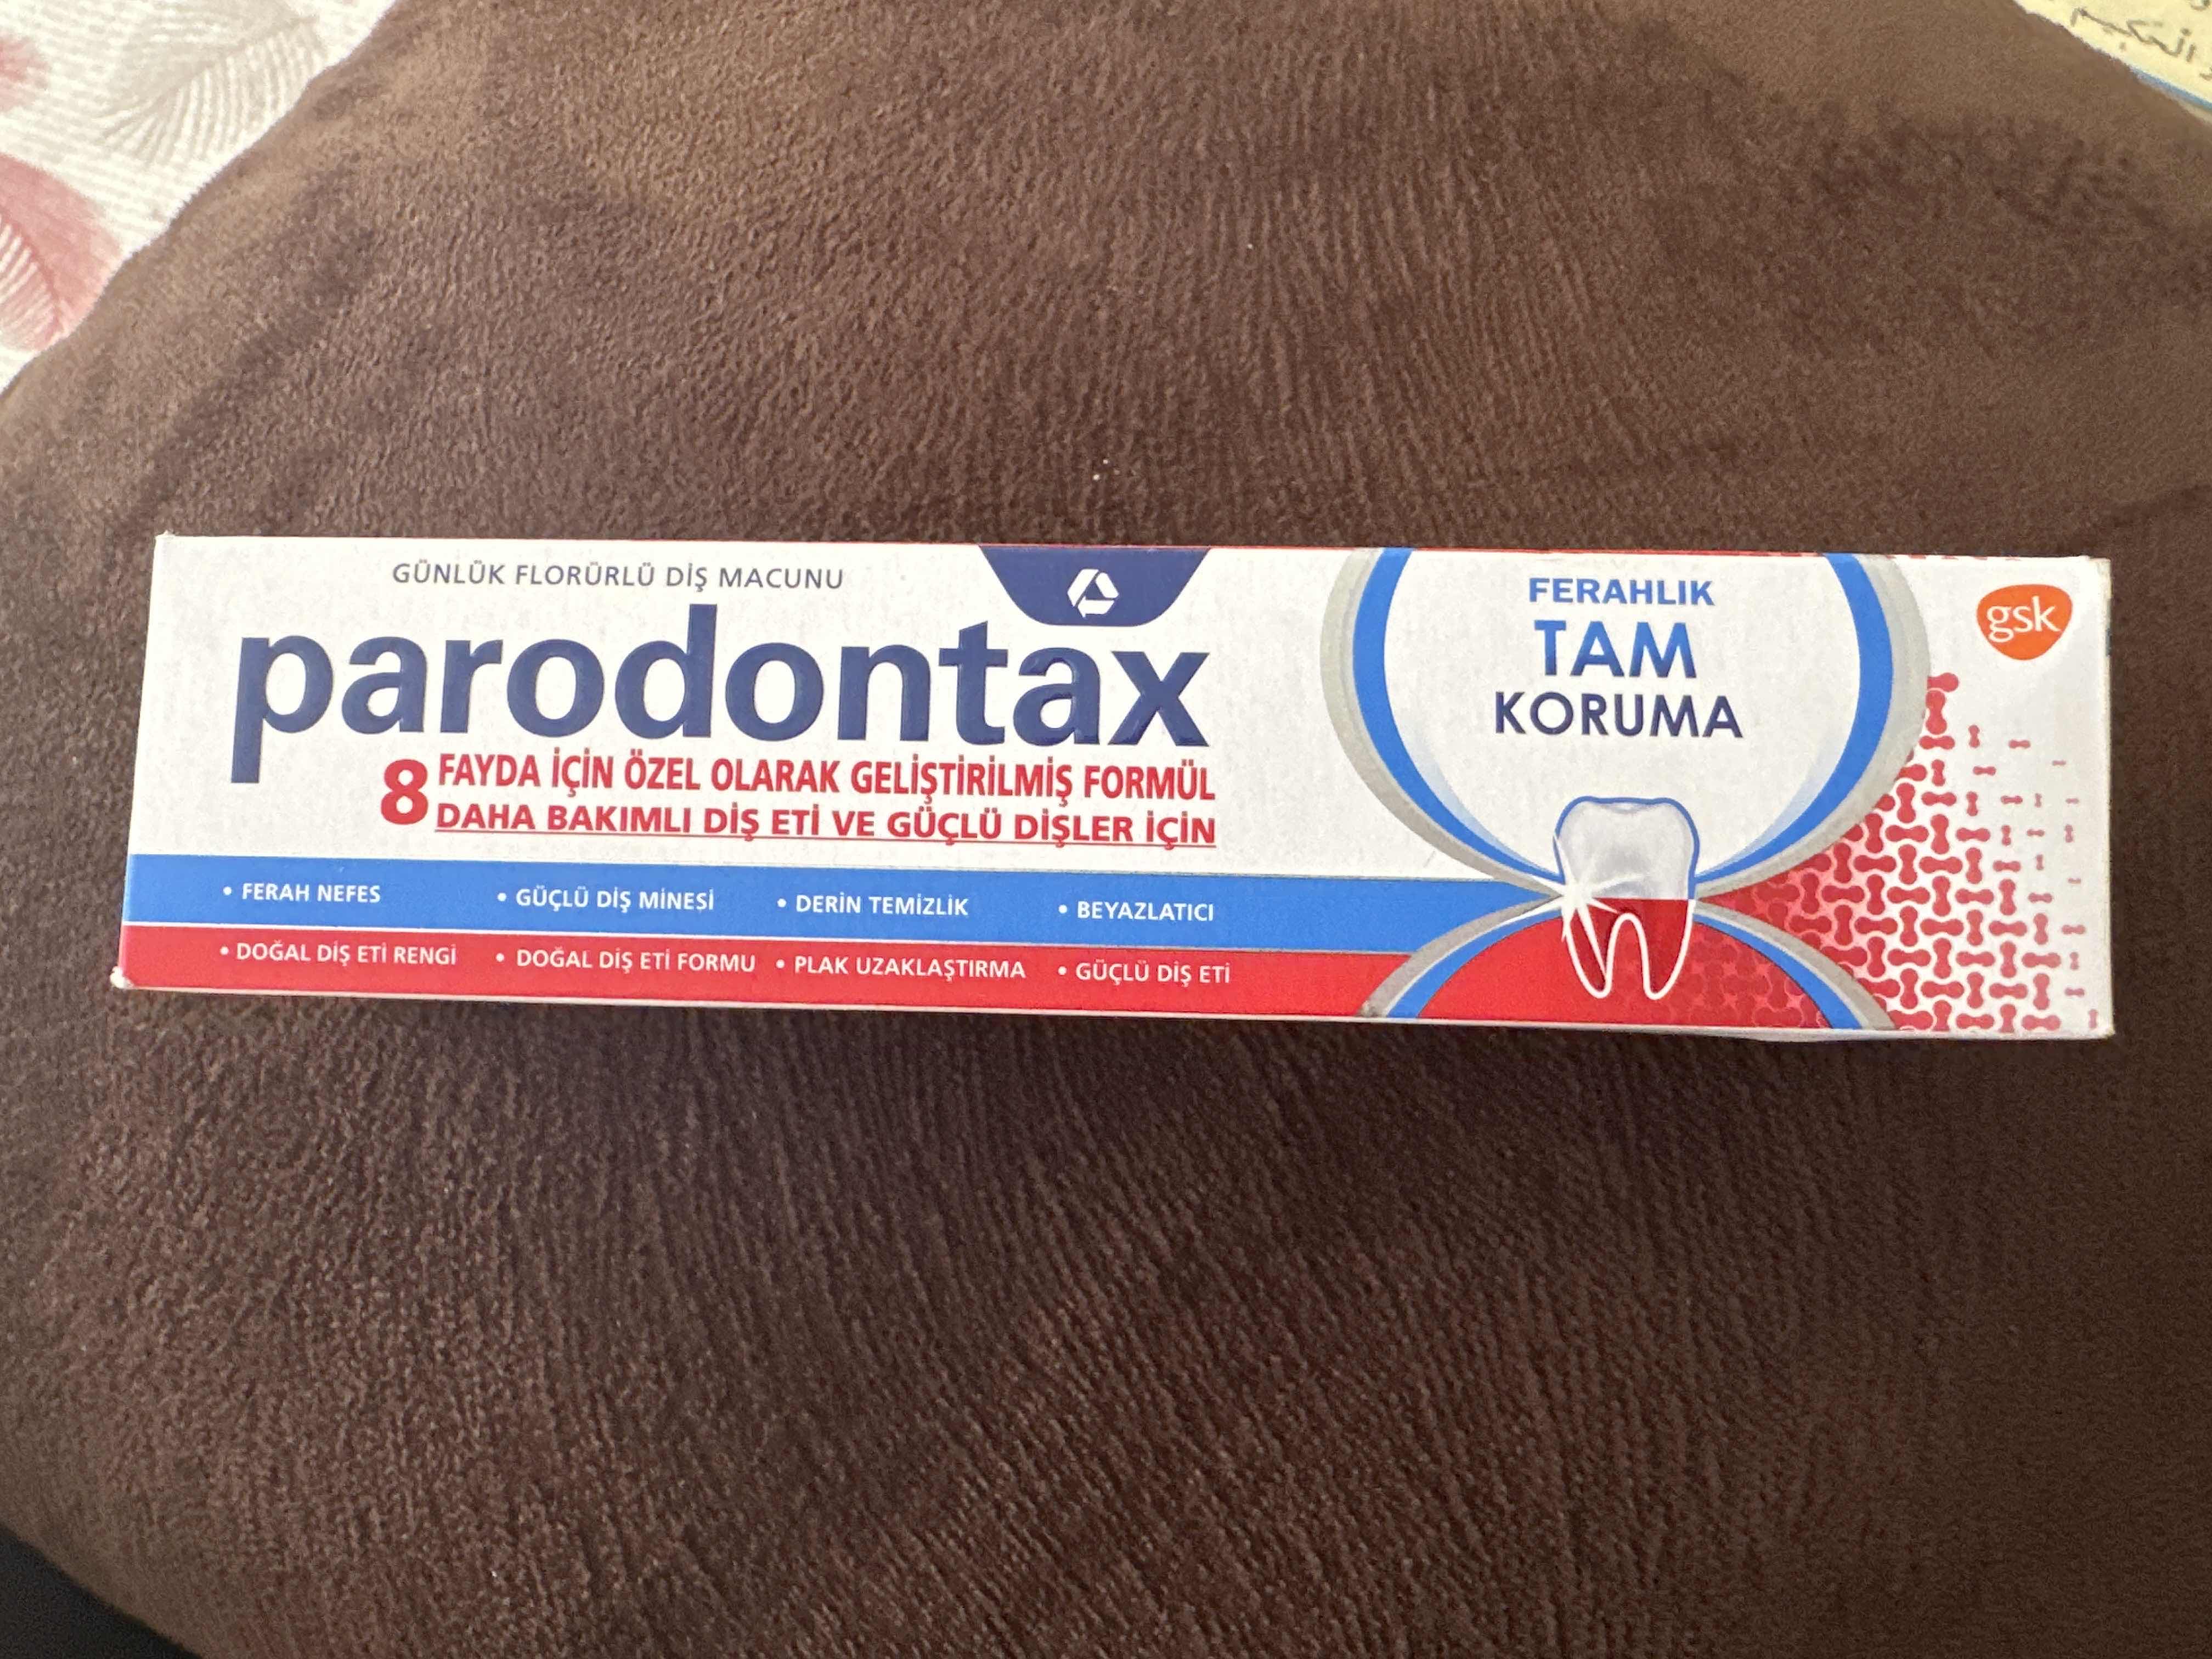 الحكيم
GÜNLÜK FLORÜRLÜ DİŞ MACUNU
parodontax
8 FAYDA İÇİN ÖZEL OLARAK GELİŞTİRİLMİŞ FORMÜL
DAHA BAKIMLI DİŞ ETİ VE GÜÇLÜ DİŞLER İÇİN
• FERAH NEFES • GÜÇLÜ DİŞ MİNESİ • DERİN TEMİZLİK • BEYAZLATICI
• DOĞAL DİŞ ETİ RENGİ • DOĞAL DİŞ ETİ FORMU • PLAK UZAKLAŞTIRMA • GÜÇLÜ DİŞ ETİ
FERAHLIK
TAM
KORUMA
gsk